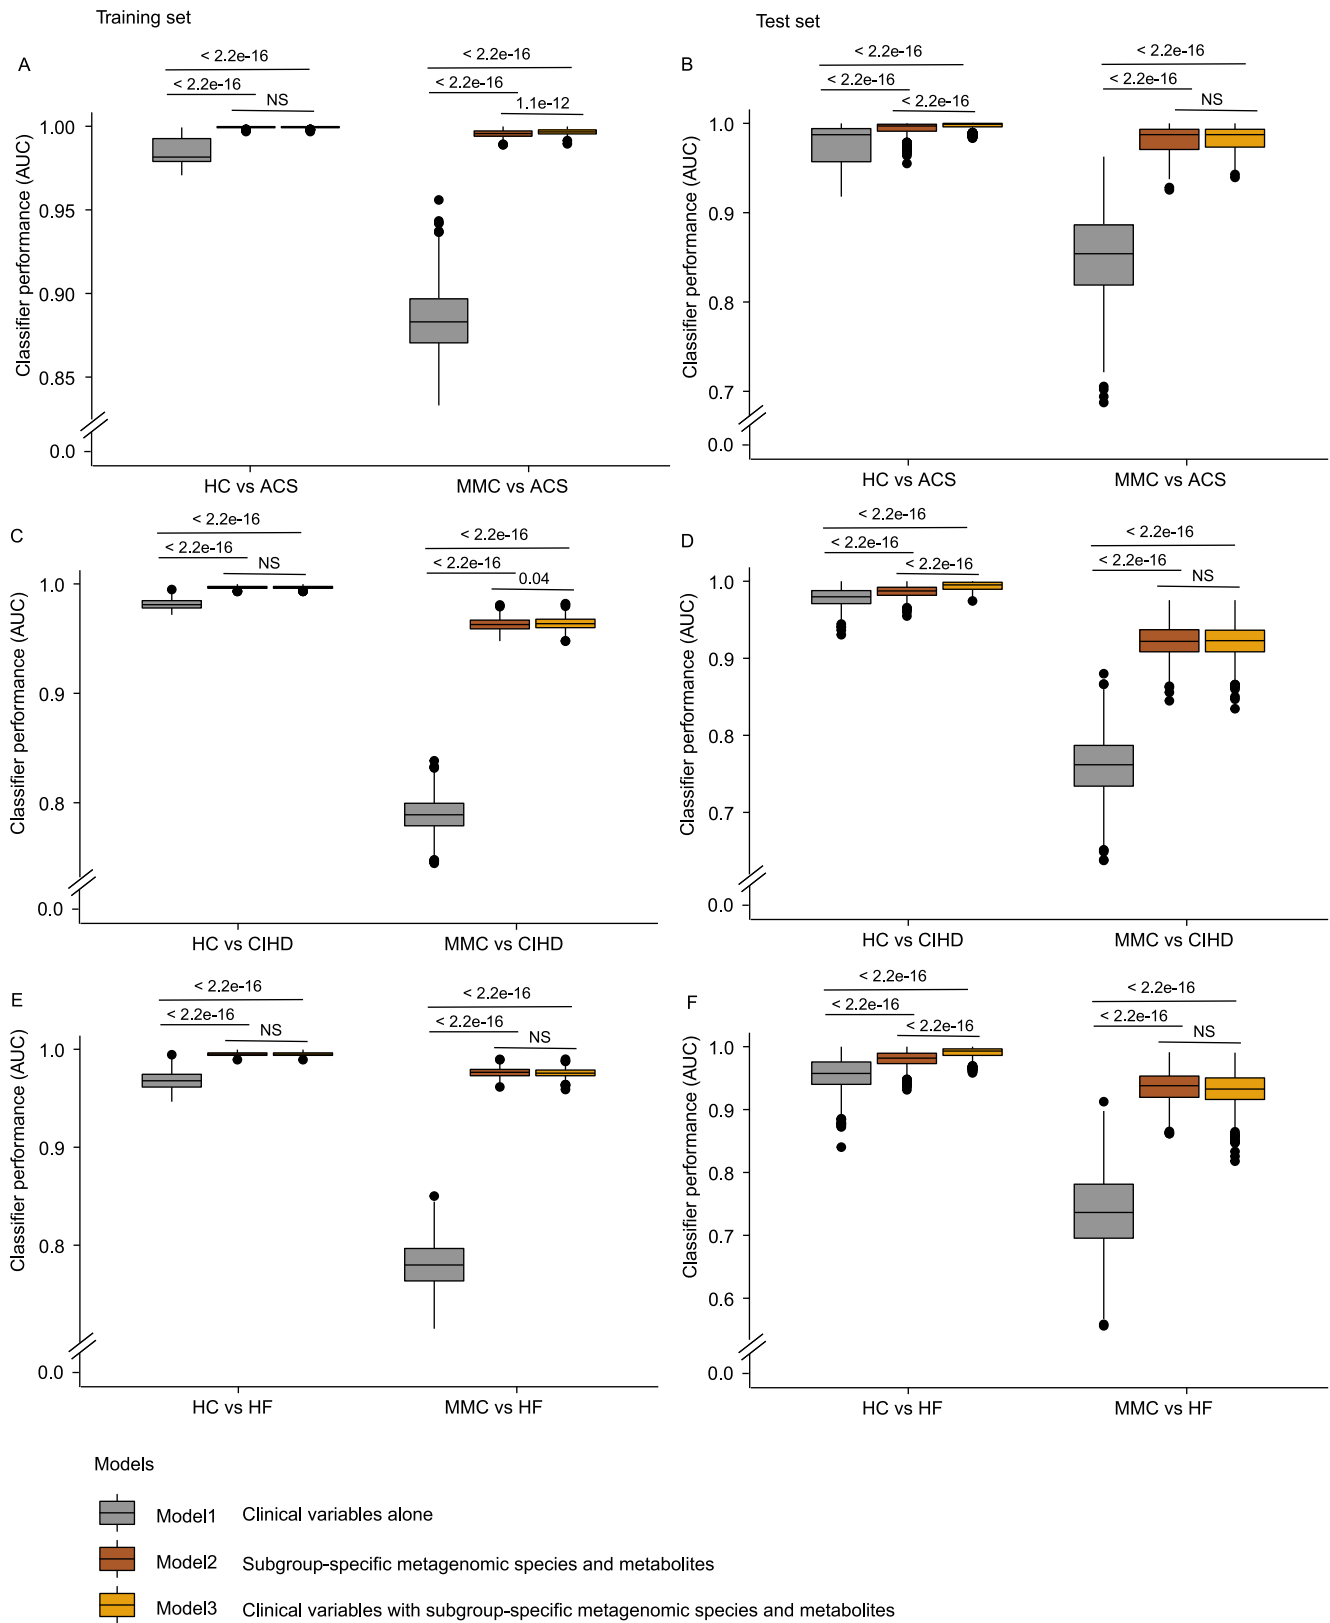 Training set
Test set
A
< 2.2e-16
< 2.2e-16
NS
< 2.2e-16
< 2.2e-16
1.1e-12
Classifier performance (AUC)
1.00
0.95
0.90
0.85
0.0
HC vs ACS
MMC vs ACS
B
< 2.2e-16
< 2.2e-16
< 2.2e-16
< 2.2e-16
< 2.2e-16
NS
Classifier performance (AUC)
1.0
0.9
0.8
0.7
0.0
HC vs ACS
MMC vs ACS
C
< 2.2e-16
< 2.2e-16
NS
< 2.2e-16
< 2.2e-16
0.04
Classifier performance (AUC)
1.0
0.9
0.8
0.0
HC vs CIHD
MMC vs CIHD
D
< 2.2e-16
< 2.2e-16
< 2.2e-16
< 2.2e-16
< 2.2e-16
NS
Classifier performance (AUC)
1.0
0.9
0.8
0.7
0.0
HC vs CIHD
MMC vs CIHD
E
< 2.2e-16
< 2.2e-16
NS
< 2.2e-16
< 2.2e-16
NS
Classifier performance (AUC)
1.0
0.9
0.8
0.0
HC vs HF
MMC vs HF
F
< 2.2e-16
< 2.2e-16
< 2.2e-16
< 2.2e-16
< 2.2e-16
NS
Classifier performance (AUC)
1.0
0.9
0.8
0.7
0.6
0.0
HC vs HF
MMC vs HF
Models
Model1 Clinical variables alone
Model2 Subgroup-specific metagenomic species and metabolites
Model3 Clinical variables with subgroup-specific metagenomic species and metabolites